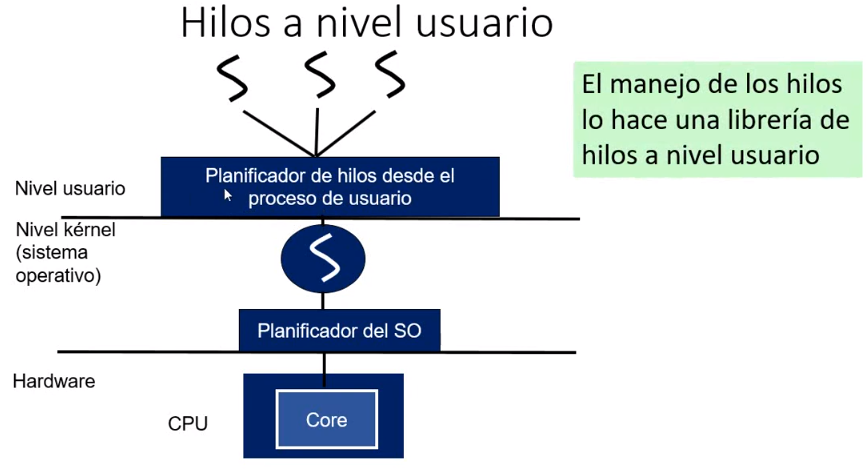 Hilos a nivel usuario
El manejo de los hilos
lo hace una librería de
hilos a nivel usuario
Planificador de hilos desde el
proceso de usuario
Nivel usuario
Nivel kérnel
(sistema
operativo)
Planificador del SO
Hardware
CPU
Core